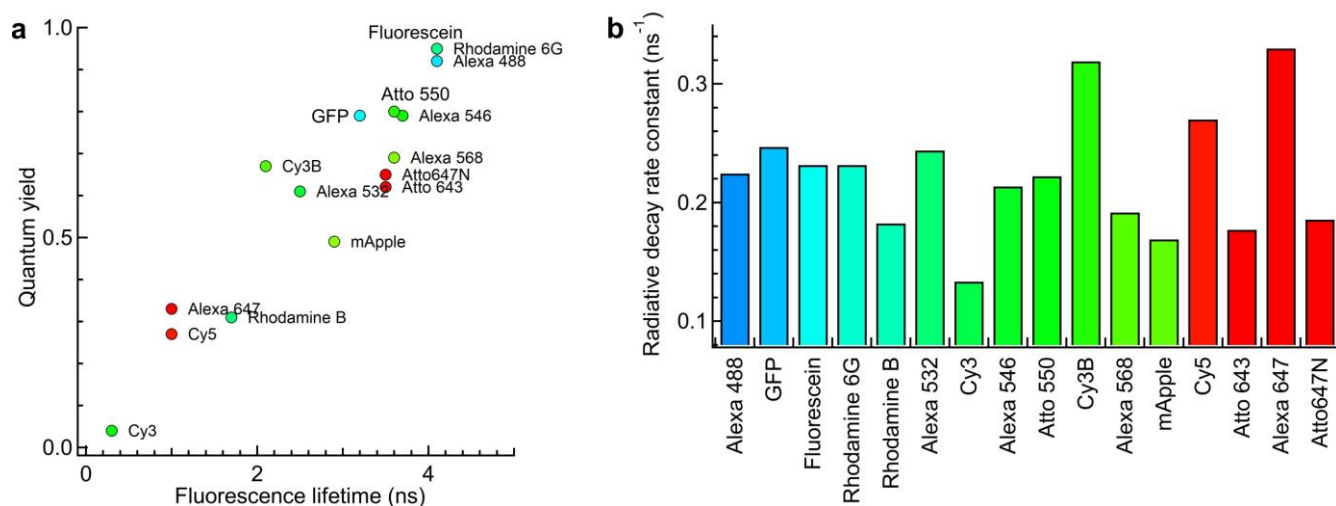 a
Quantum yield
1.0
0.5
0.0
Fluorescein
Rhodamine 6G
Alexa 488
Atto 550
GFP
Alexa 546
Alexa 568
Cy3B
Atto647N
Alexa 532
Atto 643
mApple
Alexa 647
Rhodamine B
Cy5
Cy3
0
2
4
Fluorescence lifetime (ns)
b
Radiative decay rate constant (ns-1)
0.3
0.2
0.1
Alexa 488
GFP
Fluorescein
Rhodamine 6G
Rhodamine B
Alexa 532
Cy3
Alexa 546
Atto 550
Cy3B
Alexa 568
mApple
Cy5
Atto 643
Alexa 647
Atto647N